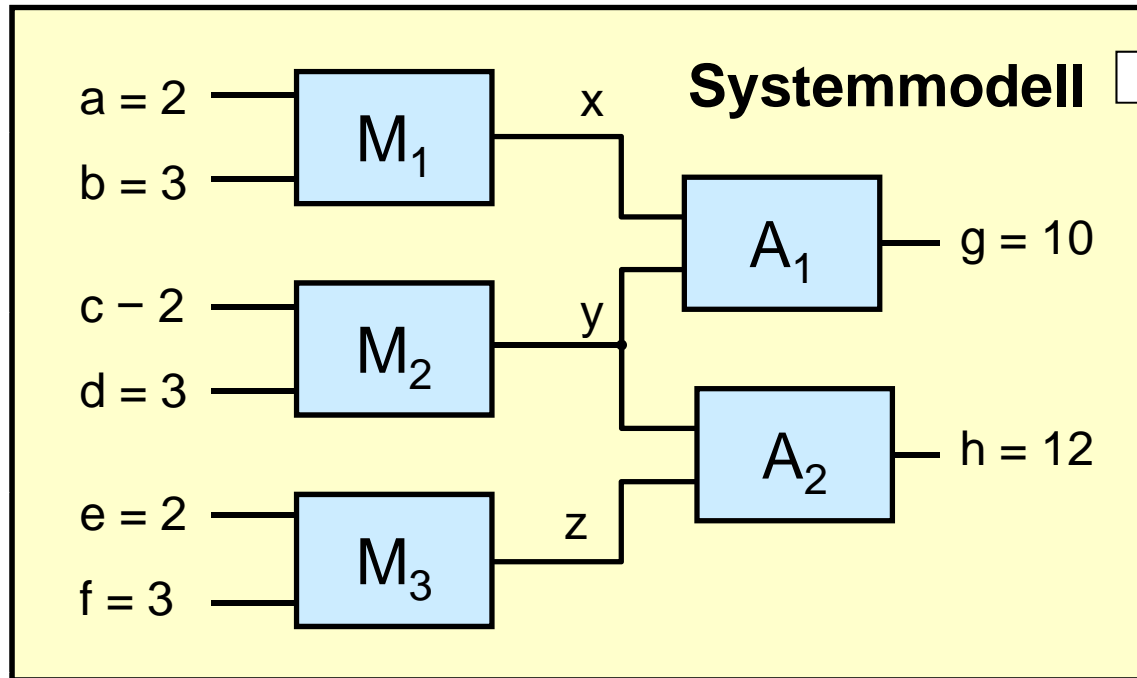 Systemmodell
a = 2
x
M₁
b = 3
A₁
g = 10
c − 2
y
M₂
d = 3
A₂
h = 12
e = 2
z
M₃
f = 3